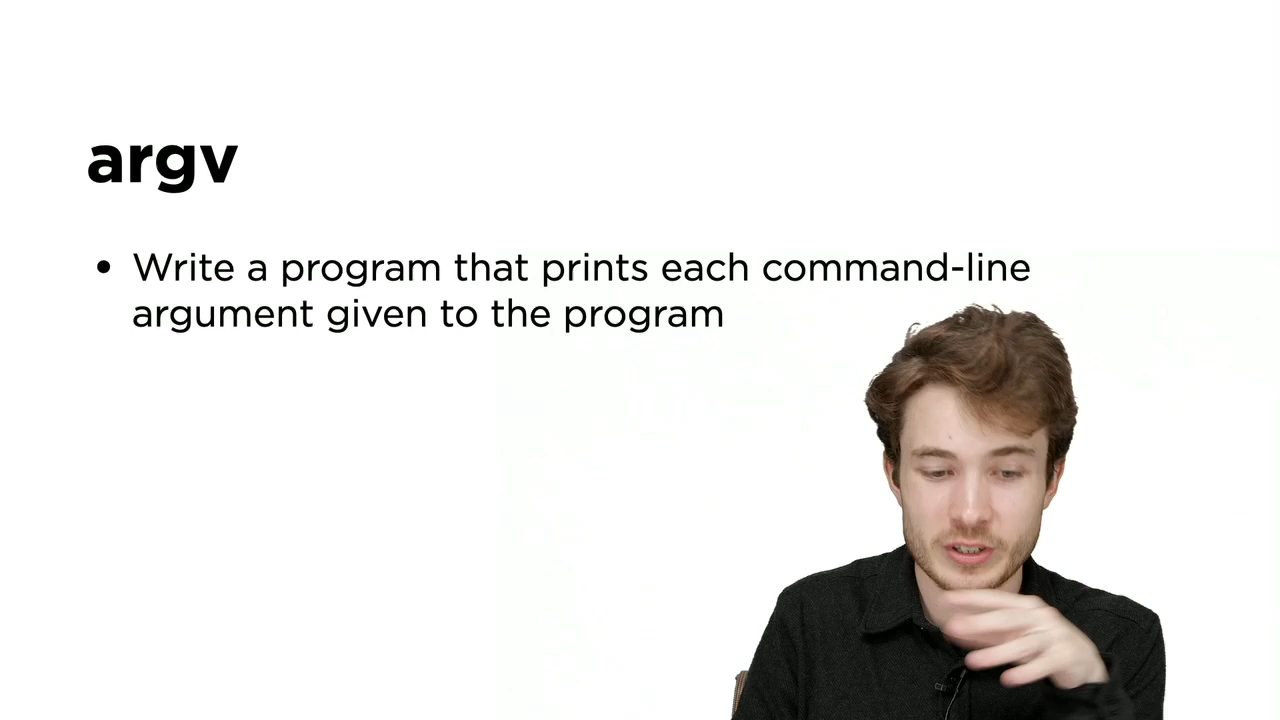 argv
• Write a program that prints each command-line
argument given to the program